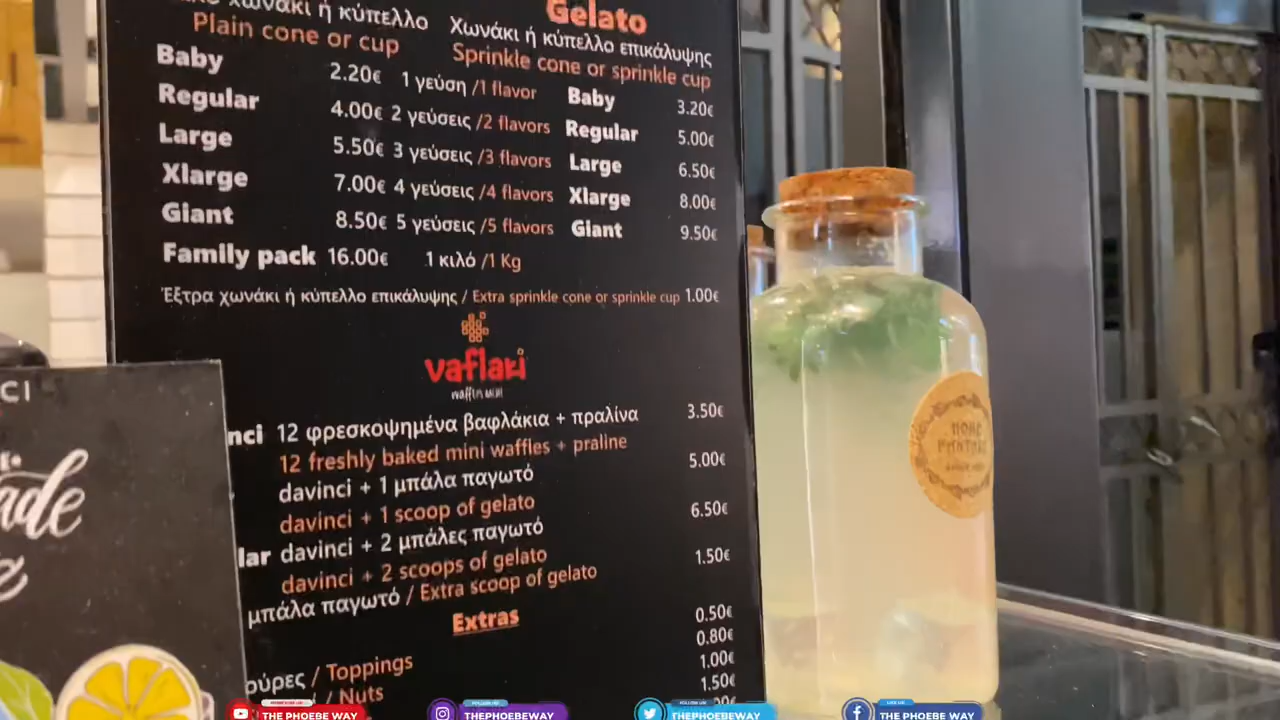 Gelato
χωνάκι ή κύπελλο
Plain cone or cup
Χωνάκι ή κύπελλο επικάλυψης
Sprinkle cone or sprinkle cup
Baby 2.20€ 1 γεύση /1 flavor Baby 3.20€
Regular 4.00€ 2 γεύσεις /2 flavors Regular 5.00€
Large 5.50€ 3 γεύσεις /3 flavors Large 6.50€
Xlarge 7.00€ 4 γεύσεις /4 flavors Xlarge 8.00€
Giant 8.50€ 5 γεύσεις /5 flavors Giant 9.50€
Family pack 16.00€ 1 κιλό /1 Kg
Έξτρα χωνάκι ή κύπελλο επικάλυψης / Extra sprinkle cone or sprinkle cup 1.00€
vaflaki
nci 12 φρεσκοψημένα βαφλάκια + πραλίνα 3.50€
12 freshly baked mini waffles + praline
davinci + 1 μπάλα παγωτό 5.00€
davinci + 1 scoop of gelato
lar davinci + 2 μπάλες παγωτό 6.50€
davinci + 2 scoops of gelato
μπάλα παγωτό / Extra scoop of gelato 1.50€
Extras
0.50€
0.80€
ούρες / Toppings 1.00€
/ Nuts 1.50€
CI
ade
THE PHOEBE WAY
THEPHOEBEWAY
THEPHOEBEWAY
THE PHOEBE WAY